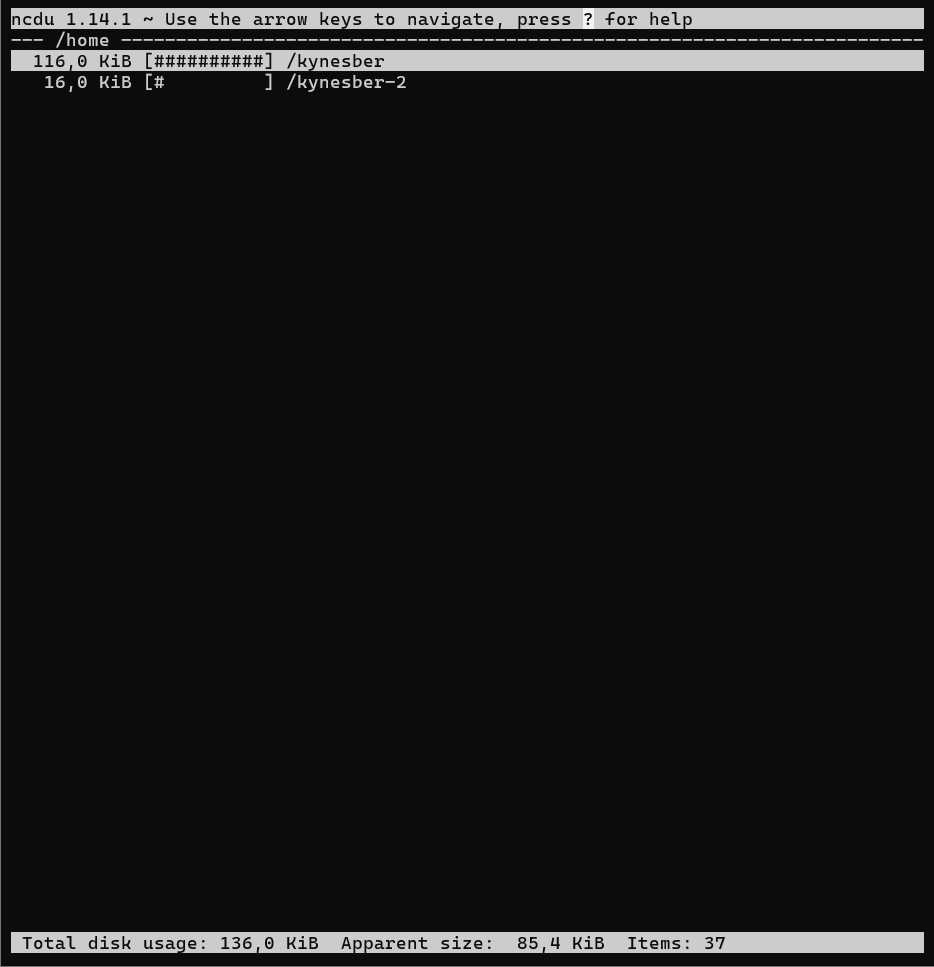 ncdu 1.14.1 ~ Use the arrow keys to navigate, press ? for help
--- /home -------------------------------------------------------------------------
  116,0 KiB [##########] /kynesber
   16,0 KiB [#         ] /kynesber-2
 Total disk usage: 136,0 KiB  Apparent size:  85,4 KiB  Items: 37